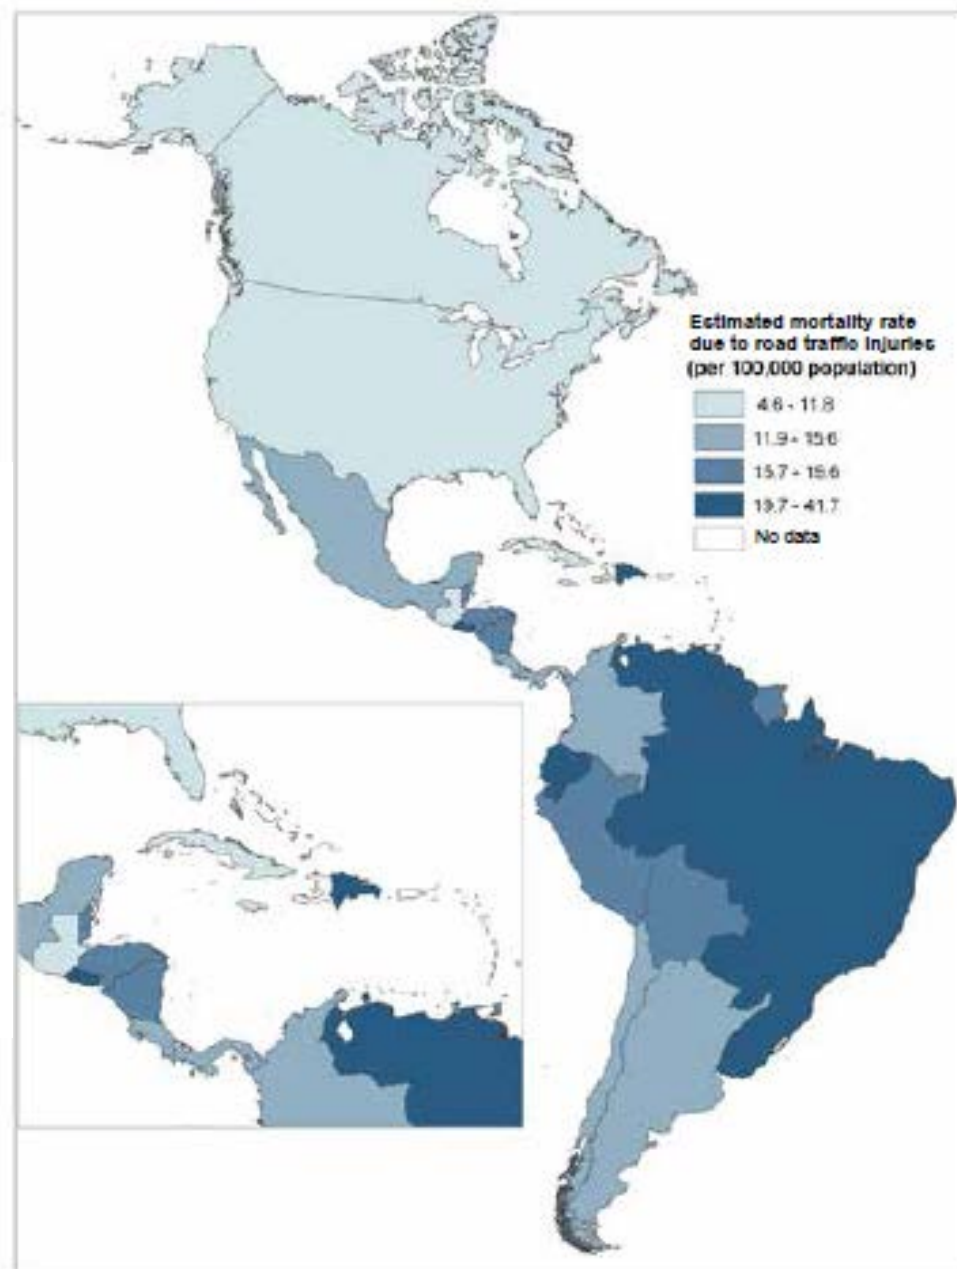 Estimated mortality rate
due to road traffic injuries
(per 100,000 population)
4.6 - 11.8
11.9 - 15.6
15.7 - 19.6
19.7 - 41.7
No data